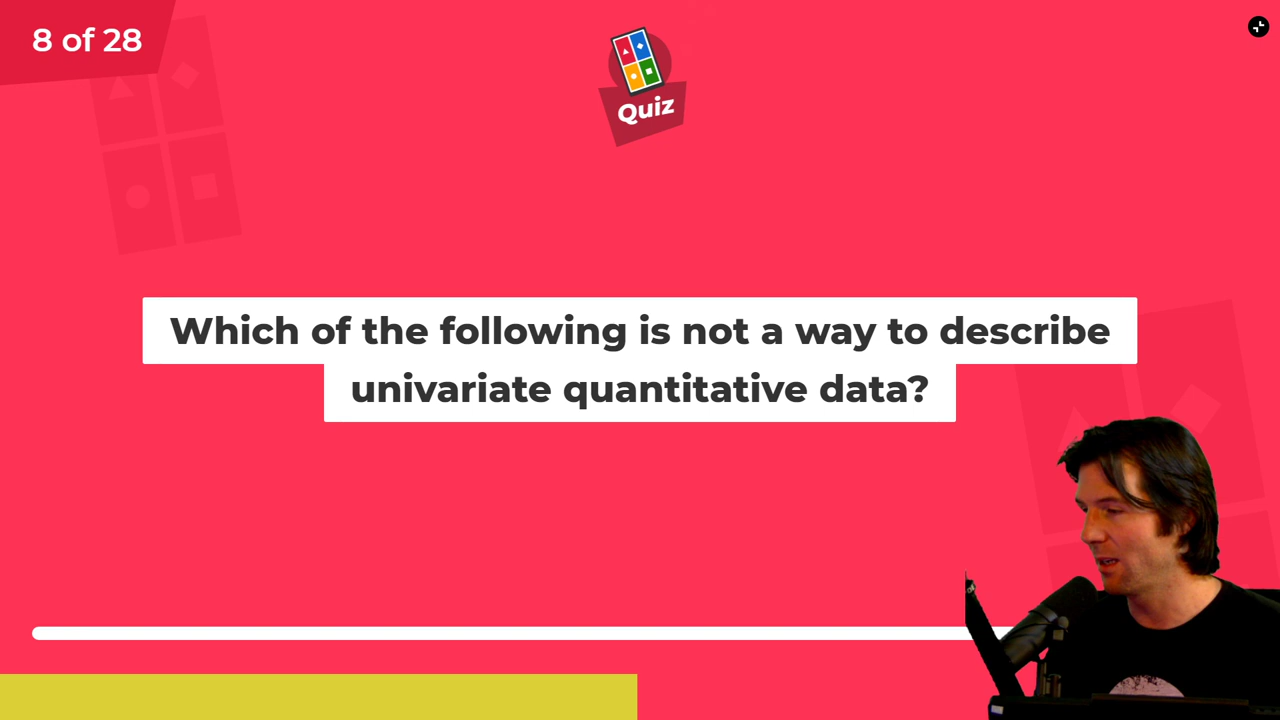 8 of 28
Quiz
Which of the following is not a way to describe
univariate quantitative data?